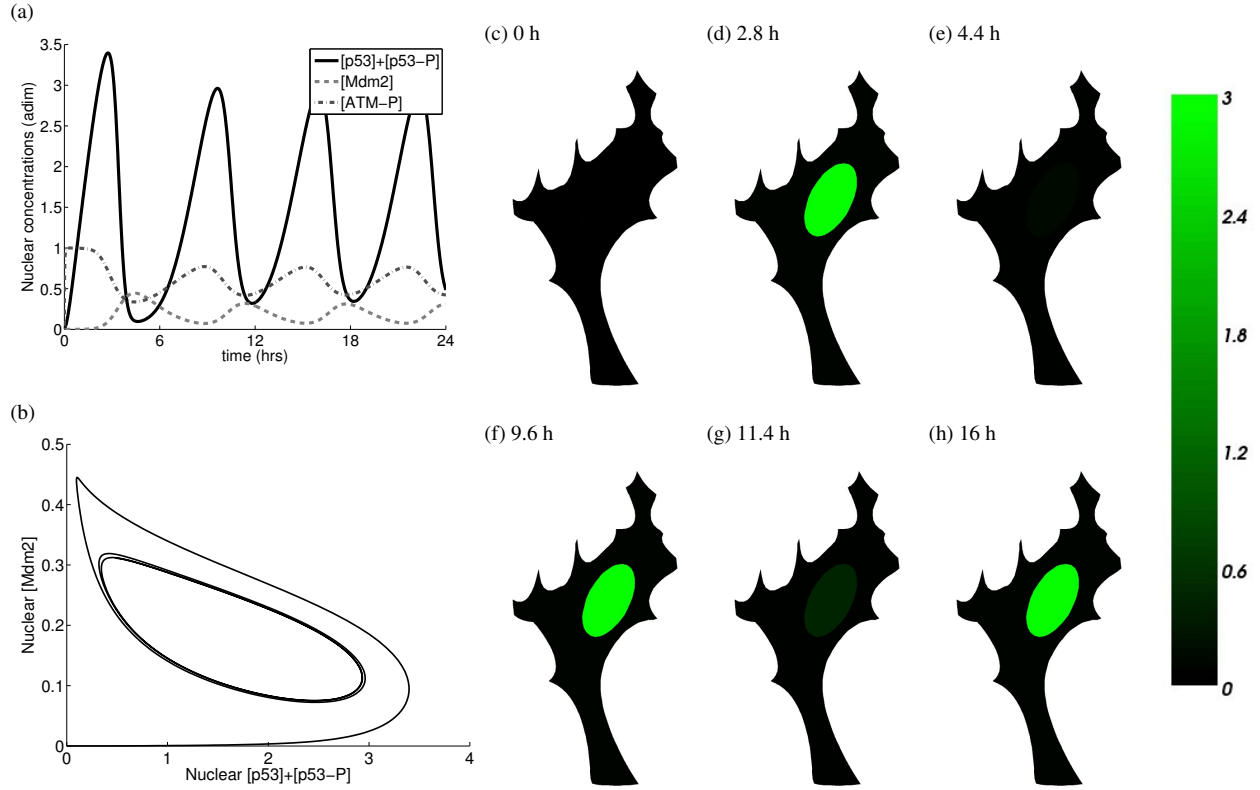 (a)
Nuclear concentrations (adim)
3.5
3
2.5
2
1.5
1
0.5
0
0 6 12 18 24
time (hrs)
[p53]+[p53−P]
[Mdm2]
[ATM−P]
(b)
Nuclear [Mdm2]
0.5
0.4
0.3
0.2
0.1
0
0 1 2 3 4
Nuclear [p53]+[p53−P]
(c) 0 h
(d) 2.8 h
(e) 4.4 h
(f) 9.6 h
(g) 11.4 h
(h) 16 h
3
2.4
1.8
1.2
0.6
0